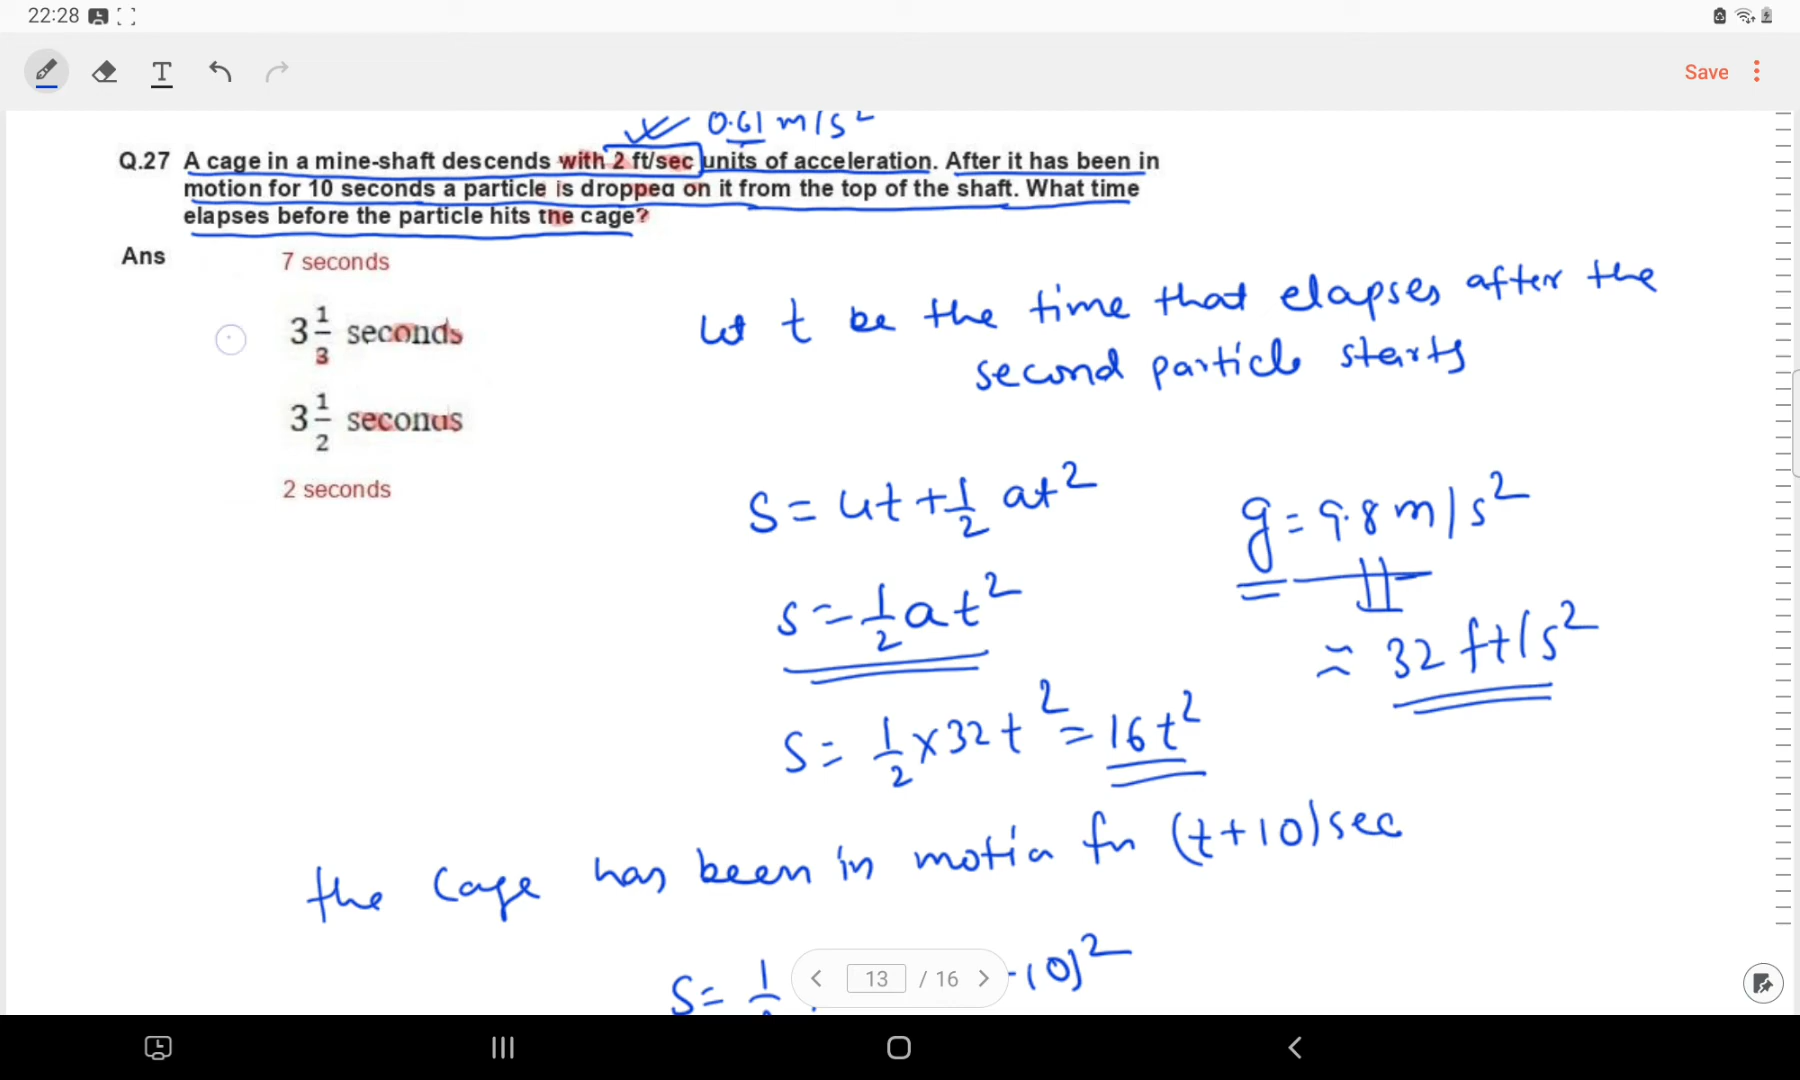 22:28
Save
0.61 m/s²
Q.27 A cage in a mine-shaft descends with 2 ft/sec units of acceleration. After it has been in
motion for 10 seconds a particle is dropped on it from the top of the shaft. What time
elapses before the particle hits the cage?
Ans
7 seconds
3 1/3 seconds
3 1/2 seconds
2 seconds
let t be the time that elapses after the
second particle starts
S = ut + 1/2 at²
s = 1/2 at²
g = 9.8 m/s²
≈ 32 ft/s²
S = 1/2 × 32 t² = 16t²
the cage has been in motion for (t+10) sec
S = 1 10)²
13 / 16